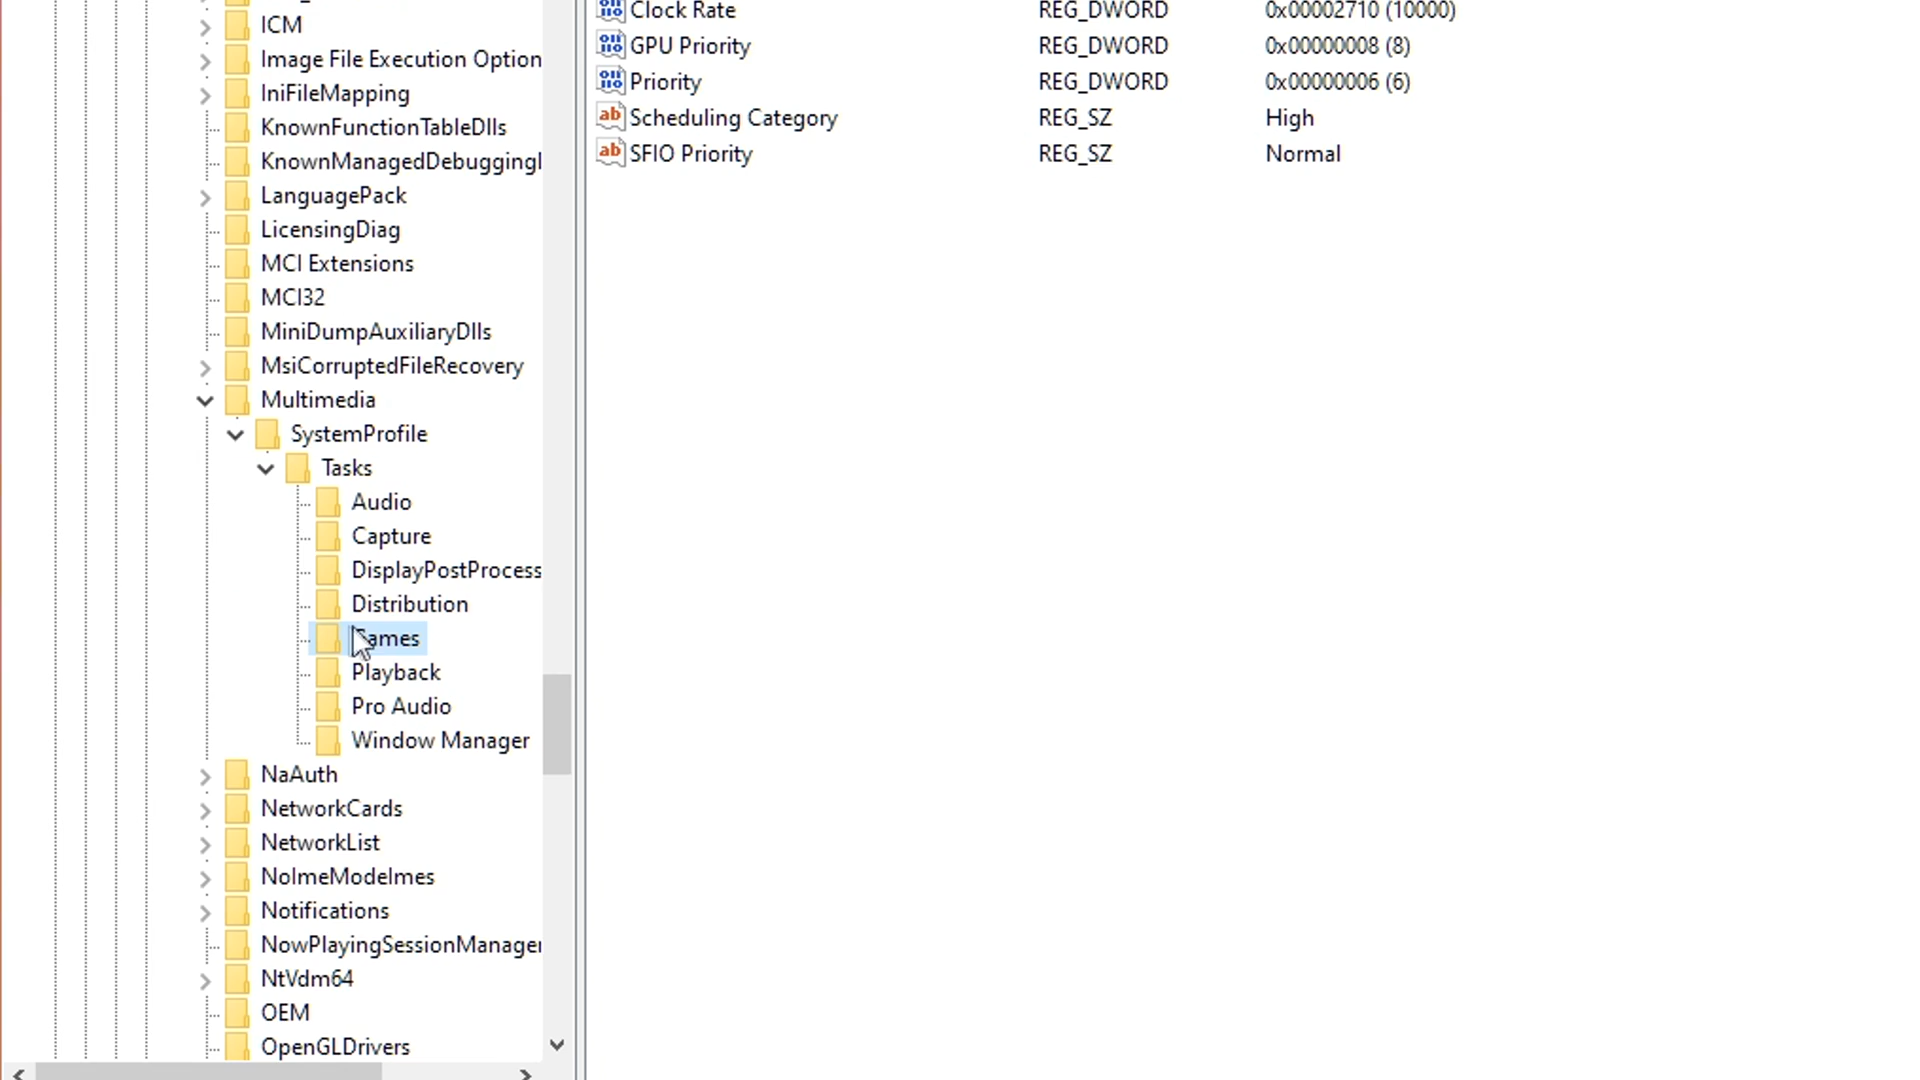 ICM
Image File Execution Option
IniFileMapping
KnownFunctionTableDlls
KnownManagedDebuggingI
LanguagePack
LicensingDiag
MCI Extensions
MCI32
MiniDumpAuxiliaryDlls
MsiCorruptedFileRecovery
Multimedia
SystemProfile
Tasks
Audio
Capture
DisplayPostProcess
Distribution
Games
Playback
Pro Audio
Window Manager
NaAuth
NetworkCards
NetworkList
NoImeModeImes
Notifications
NowPlayingSessionManager
NtVdm64
OEM
OpenGLDrivers
Clock Rate REG_DWORD 0x00002710 (10000)
GPU Priority REG_DWORD 0x00000008 (8)
Priority REG_DWORD 0x00000006 (6)
Scheduling Category REG_SZ High
SFIO Priority REG_SZ Normal